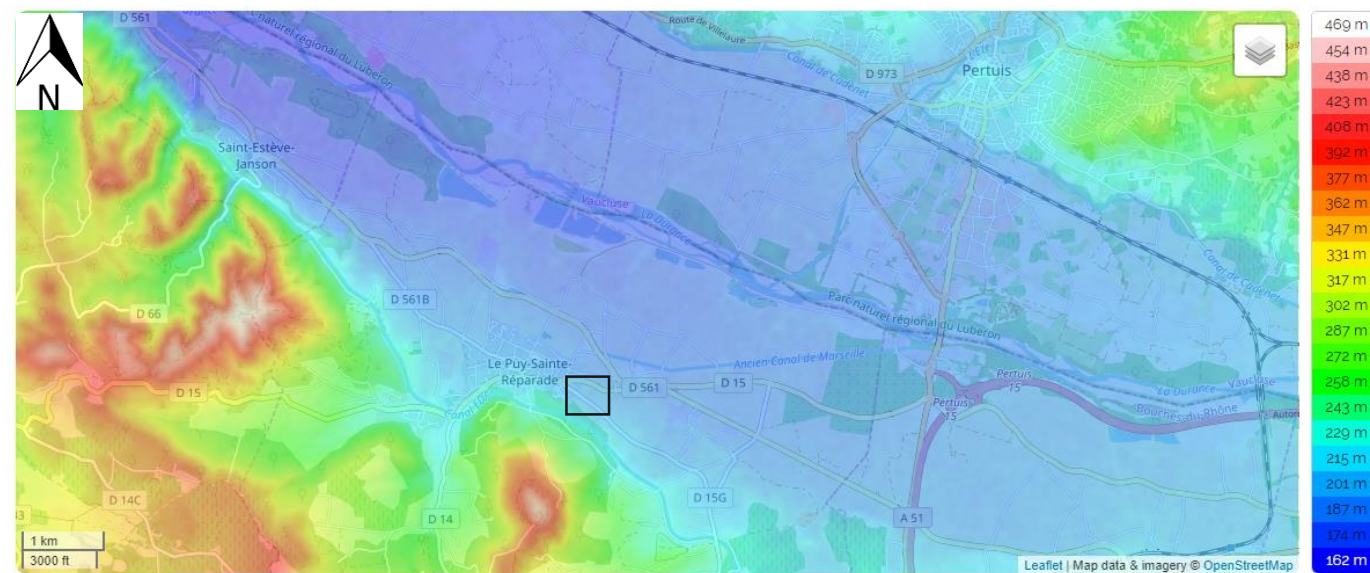 D 561
N
Parc naturel régional du Luberon
Route de Villelaure
Canal de Cadenet
L'Èze
D 973
Pertuis
Saint-Estève-
Janson
Vaucluse
La Durance
Canal de Cadenet
D 66
D 561B
Parc naturel régional du Luberon
Le Puy-Sainte-
Réparade
Ancien Canal de Marseille
D 15
D 561
D 15
Pertuis
15
Pertuis
15
La Durance
Vaucluse
Bouches du Rhône
D 14C
D 14
D 15G
A 51
1 km
3000 ft
Leaflet | Map data & imagery © OpenStreetMap
469 m
454 m
438 m
423 m
408 m
392 m
377 m
362 m
347 m
331 m
317 m
302 m
287 m
272 m
258 m
243 m
229 m
215 m
201 m
187 m
174 m
162 m